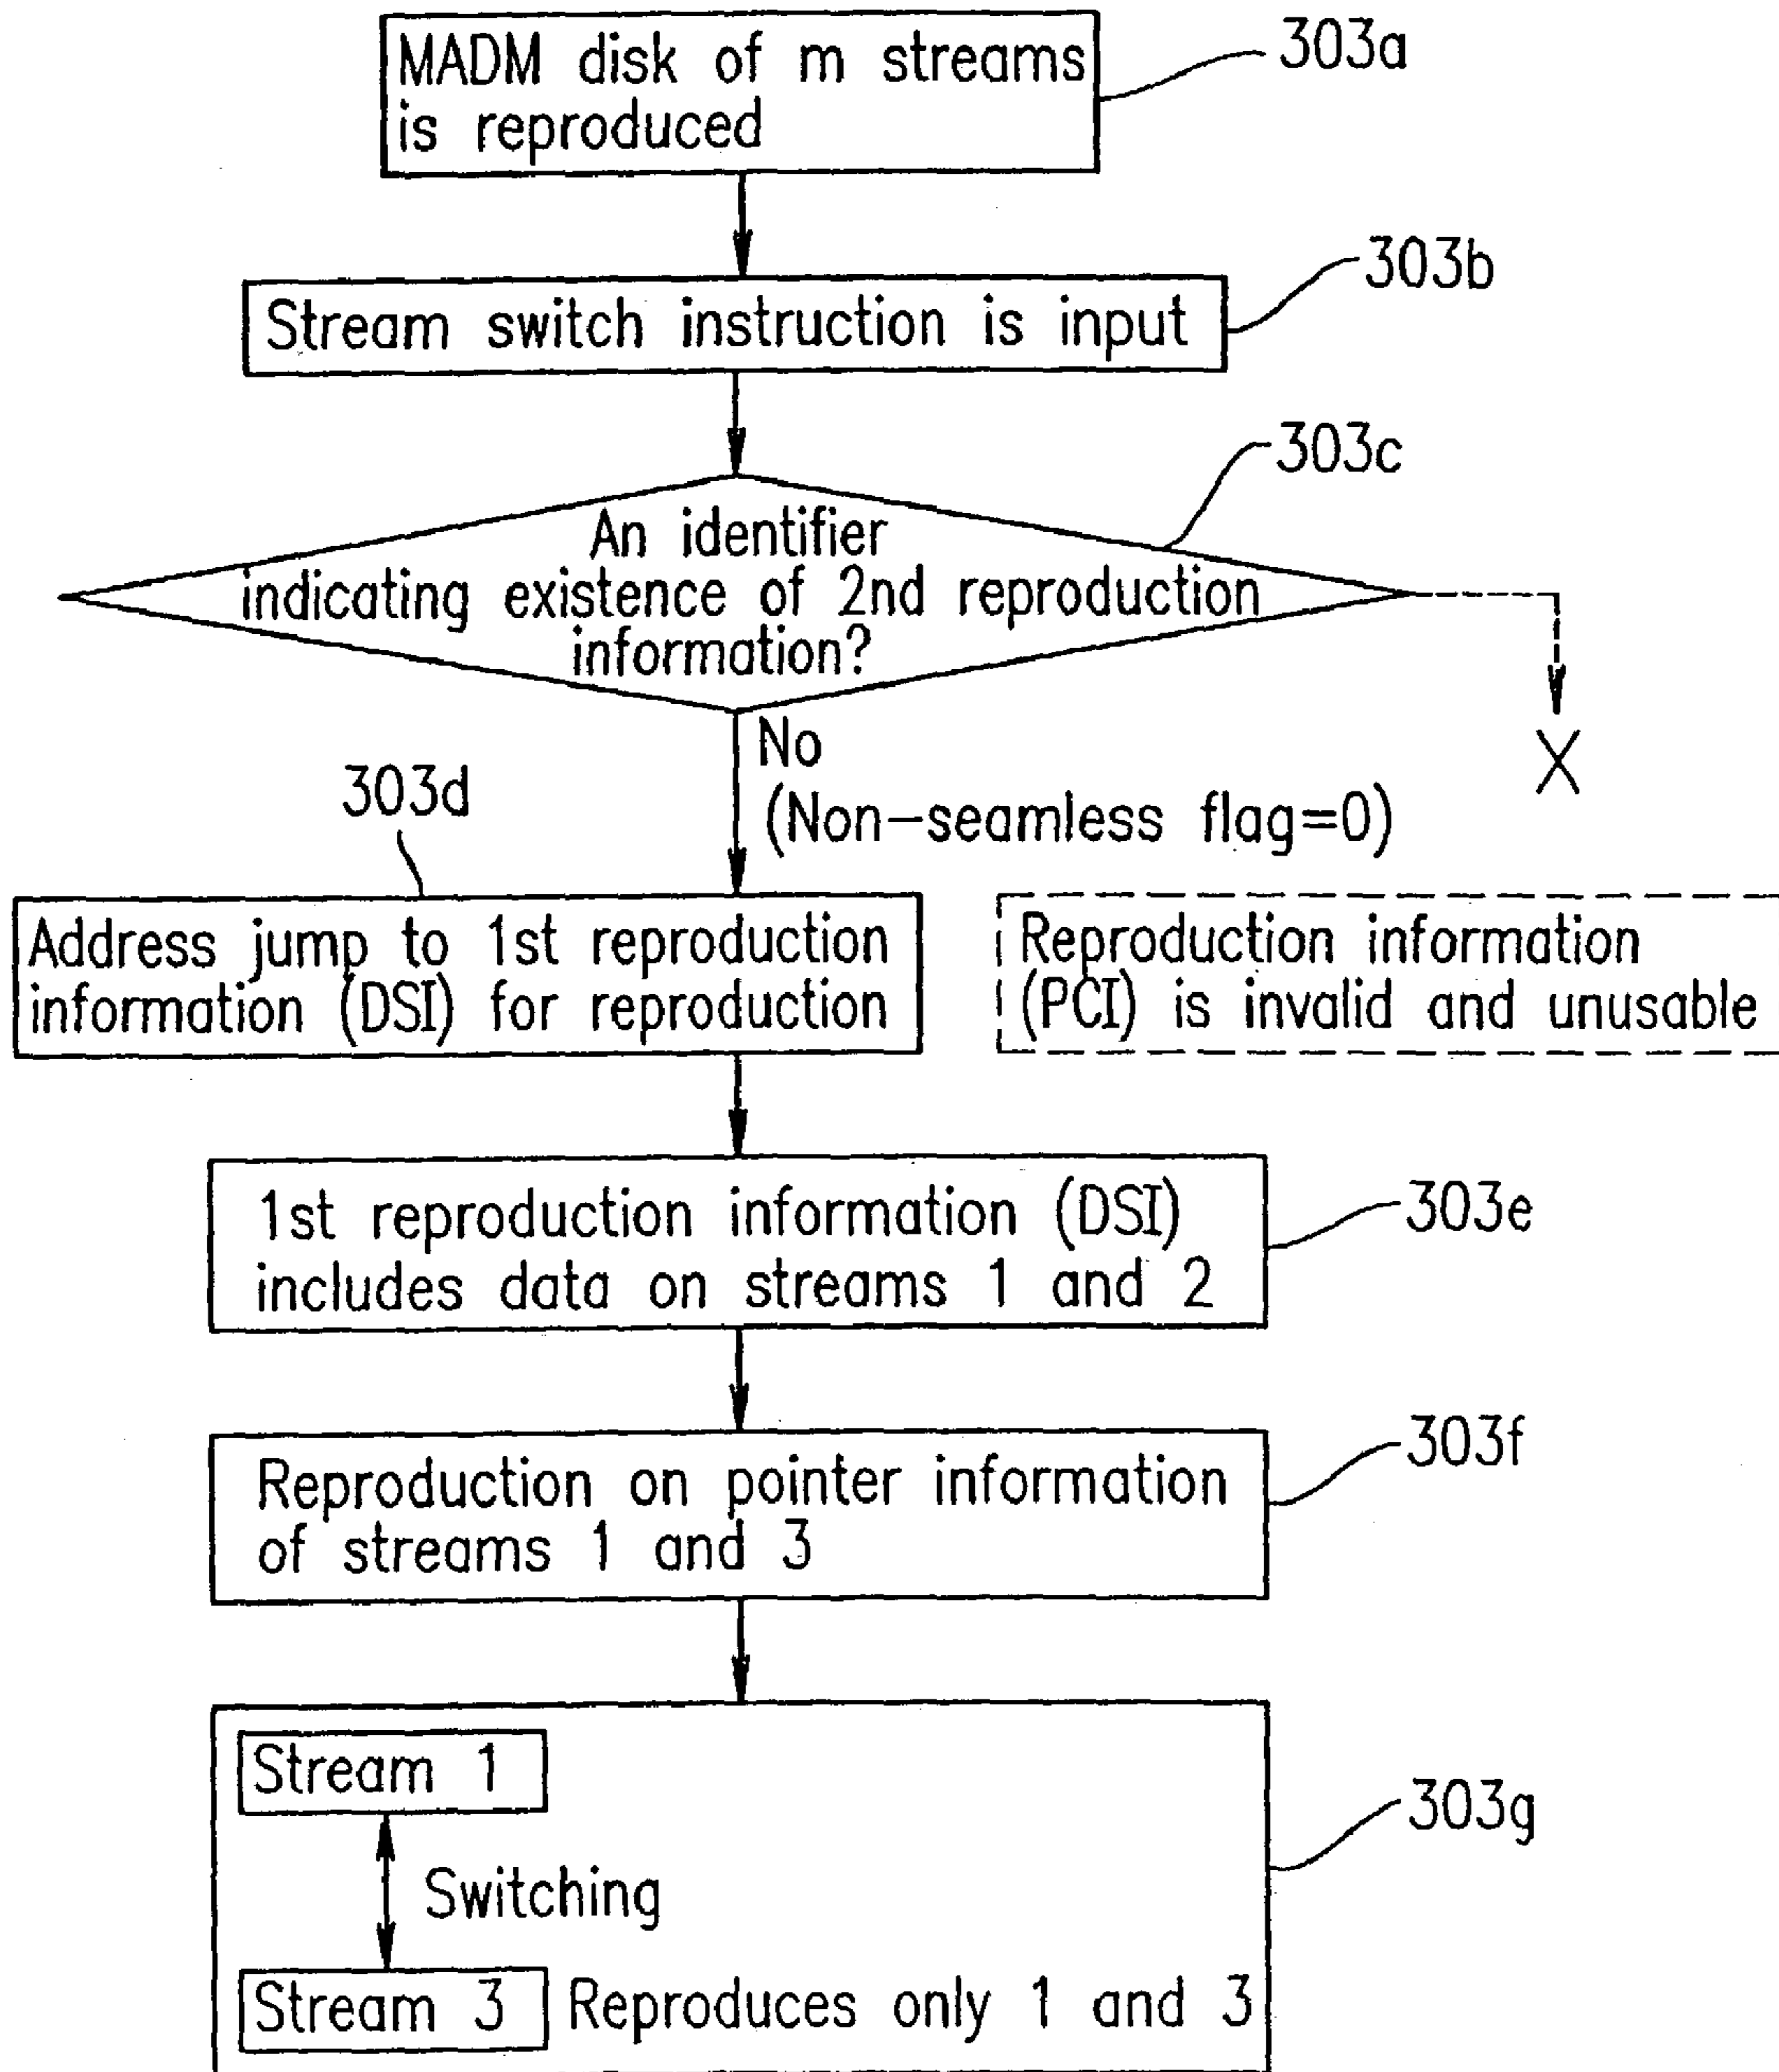 MADM disk of m streams
is reproduced
303a
303b
Stream switch instruction is input
303c
An identifier
indicating existence of 2nd reproduction
information?
No
(Non-seamless flag=0)
X
303d
Address jump to 1st reproduction
information (DSI) for reproduction
Reproduction information
(PCI) is invalid and unusable
1st reproduction information (DSI)
includes data on streams 1 and 2
303e
Reproduction on pointer information
of streams 1 and 3
303f
Stream 1
Switching
Stream 3
Reproduces only 1 and 3
303g